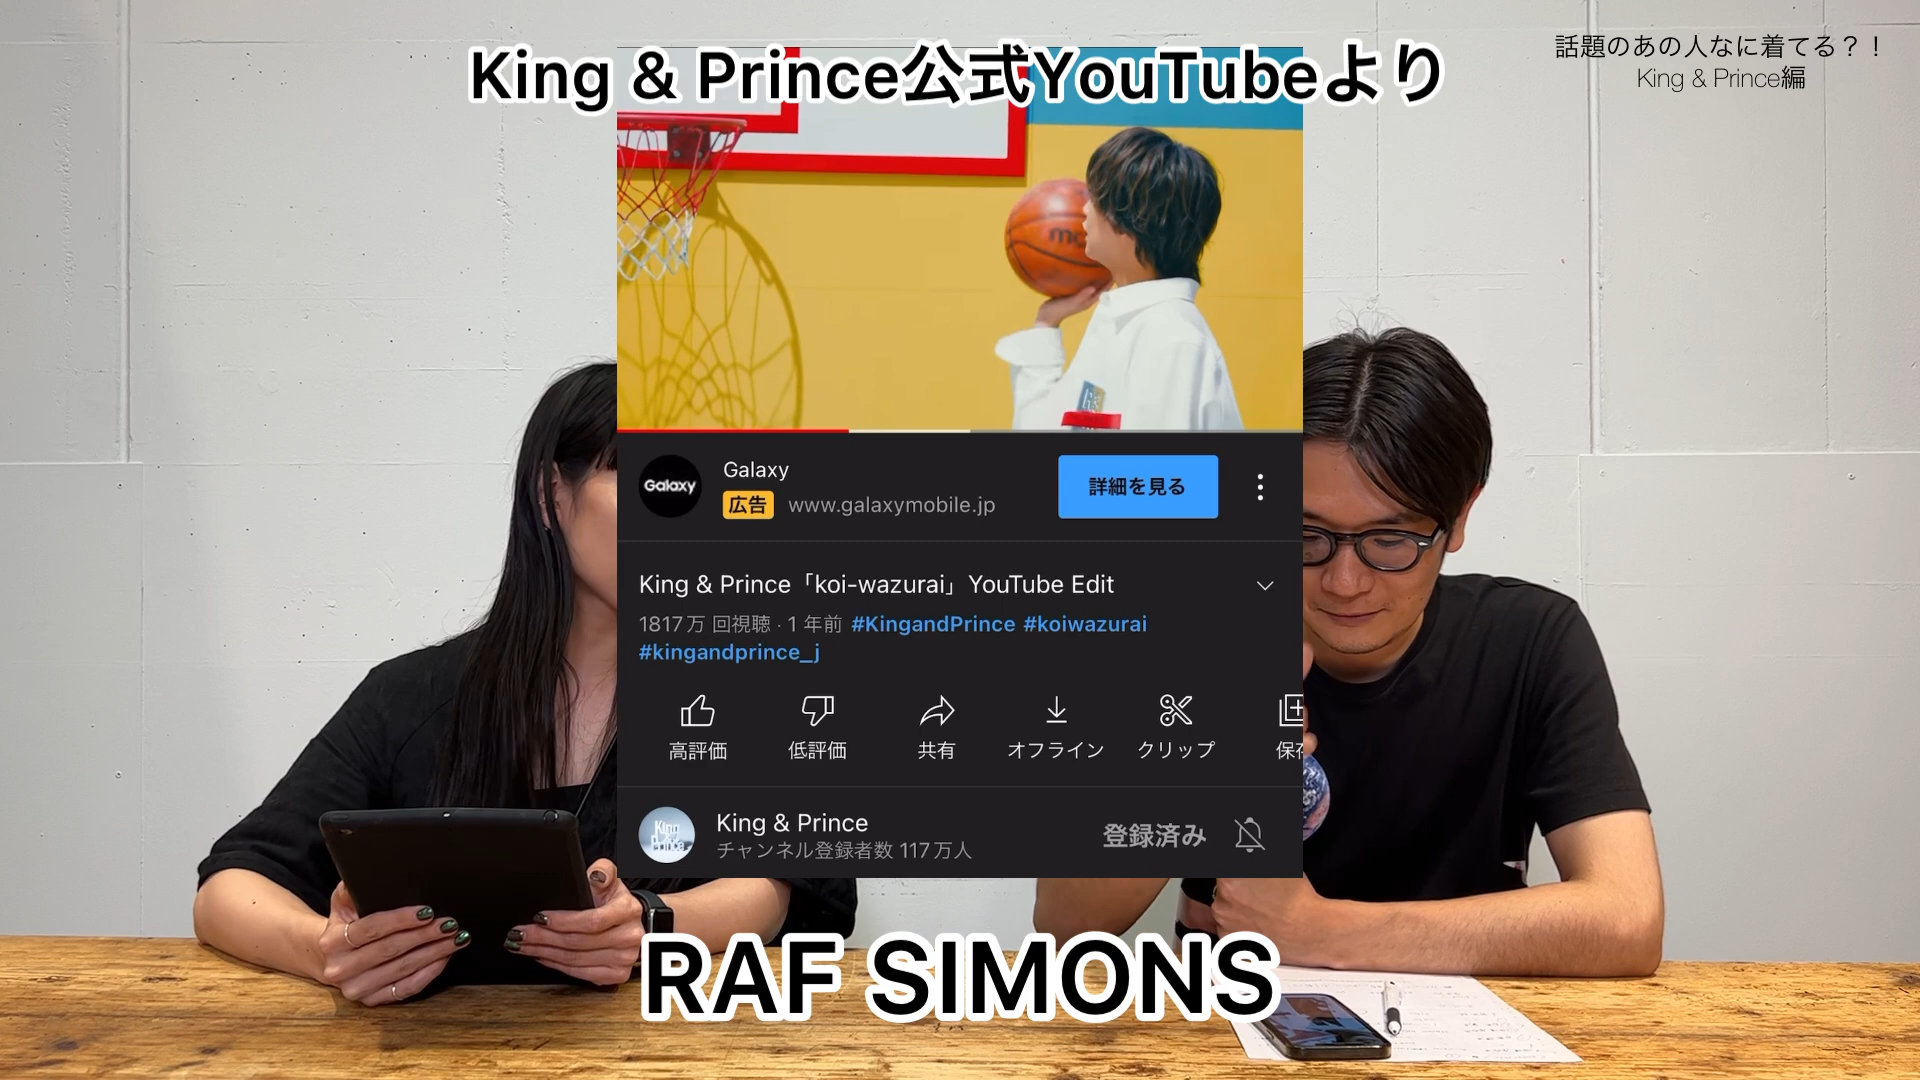 King & Prince公式YouTubeより
話題のあの人なに着てる？！
King & Prince編
Galaxy
Galaxy
広告 www.galaxymobile.jp
詳細を見る
King & Prince「koi-wazurai」YouTube Edit
1817万 回視聴 · 1 年前 #KingandPrince #koiwazurai
#kingandprince_j
高評価 低評価 共有 オフライン クリップ
King & Prince
King & Prince
チャンネル登録者数 117万人
登録済み
RAF SIMONS